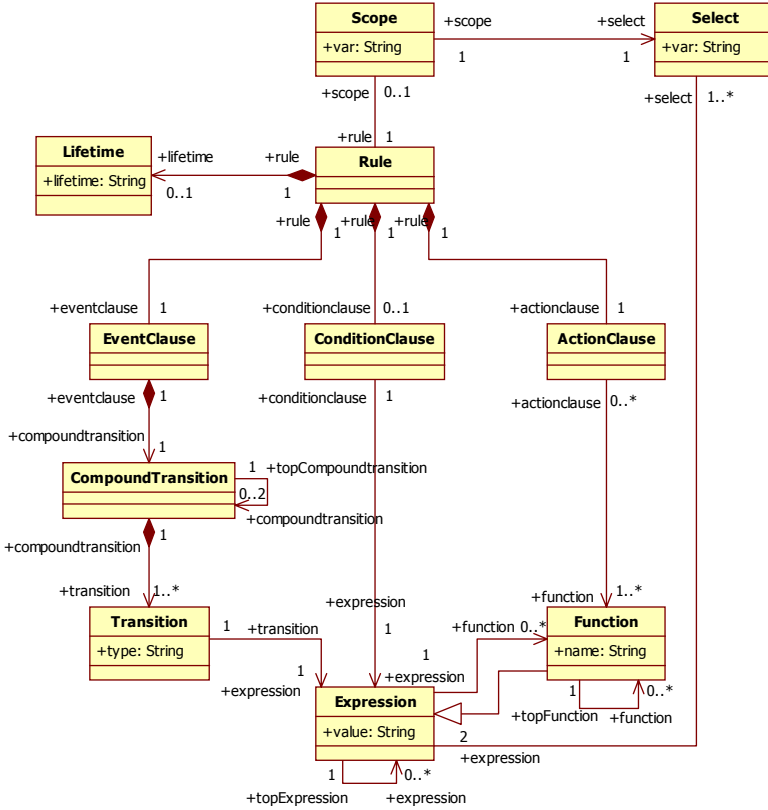 Scope
+var: String
+scope
+select
1
1
Select
+var: String
+scope
0..1
+select
1..*
+rule
1
Lifetime
+lifetime: String
+lifetime
0..1
+rule
1
Rule
+rule
1
+rule
1
+rule
1
+eventclause
1
+conditionclause
0..1
+actionclause
1
EventClause
ConditionClause
ActionClause
+eventclause
1
+conditionclause
1
+actionclause
0..*
+compoundtransition
1
CompoundTransition
1
+topCompoundtransition
0..2
+compoundtransition
+compoundtransition
1
+transition
1..*
+expression
1
+function
1..*
Transition
+type: String
1
+transition
1
+expression
+function
0..*
1
+expression
Function
+name: String
1
0..*
+topFunction
+function
Expression
+value: String
2
+expression
1
0..*
+topExpression
+expression